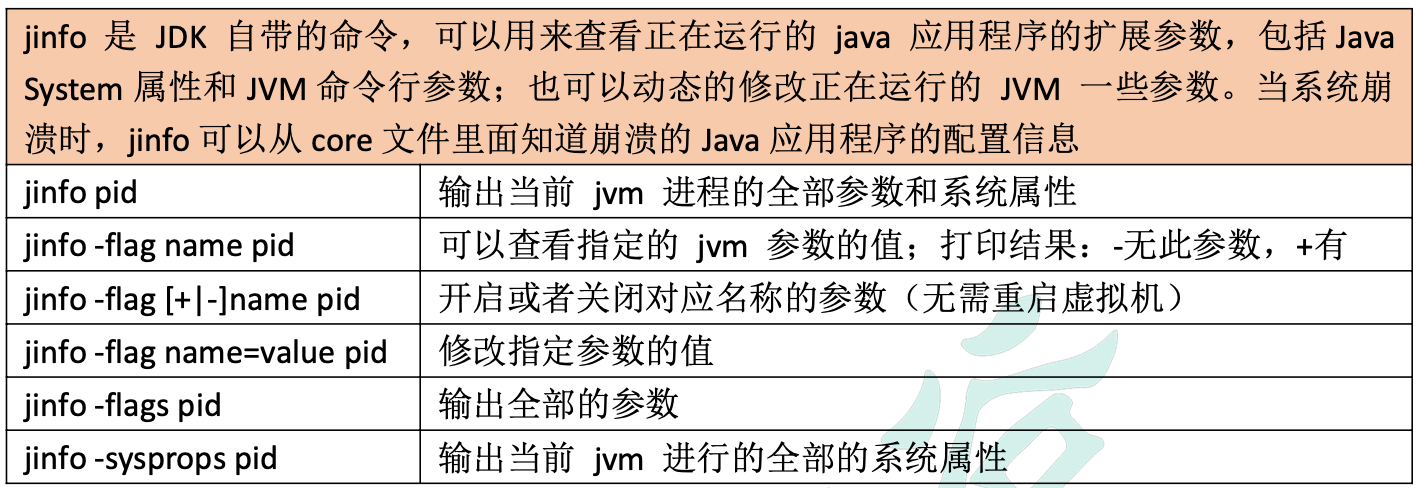 jinfo 是 JDK 自带的命令，可以用来查看正在运行的 java 应用程序的扩展参数，包括 Java
System 属性和 JVM 命令行参数；也可以动态的修改正在运行的 JVM 一些参数。当系统崩
溃时，jinfo 可以从 core 文件里面知道崩溃的 Java 应用程序的配置信息
jinfo pid 输出当前 jvm 进程的全部参数和系统属性
jinfo -flag name pid 可以查看指定的 jvm 参数的值；打印结果：-无此参数，+有
jinfo -flag [+|-]name pid 开启或者关闭对应名称的参数（无需重启虚拟机）
jinfo -flag name=value pid 修改指定参数的值
jinfo -flags pid 输出全部的参数
jinfo -sysprops pid 输出当前 jvm 进行的全部的系统属性